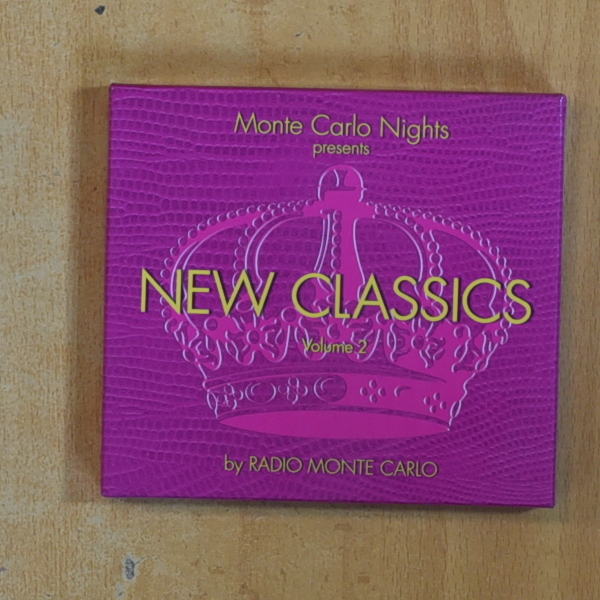 Monte Carlo Nights
presents
NEW CLASSICS
Volume 2
by RADIO MONTE CARLO